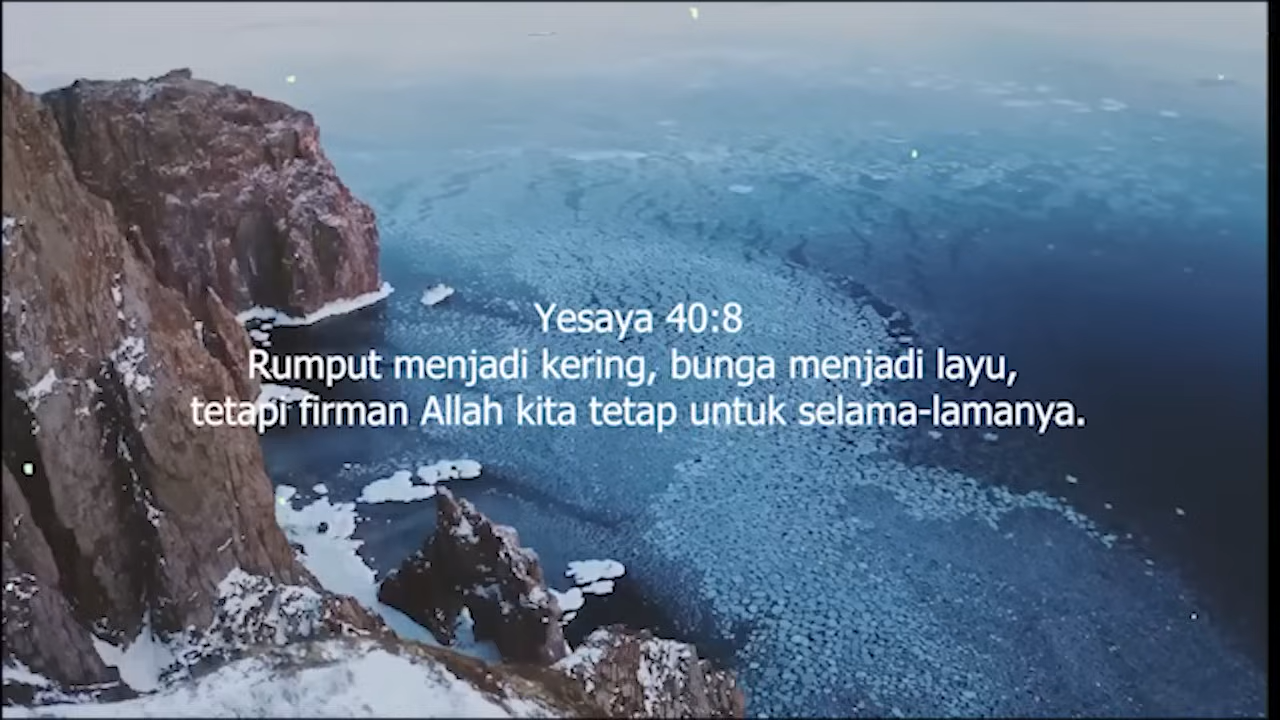 Yesaya 40:8
Rumput menjadi kering, bunga menjadi layu,
tetapi firman Allah kita tetap untuk selama-lamanya.